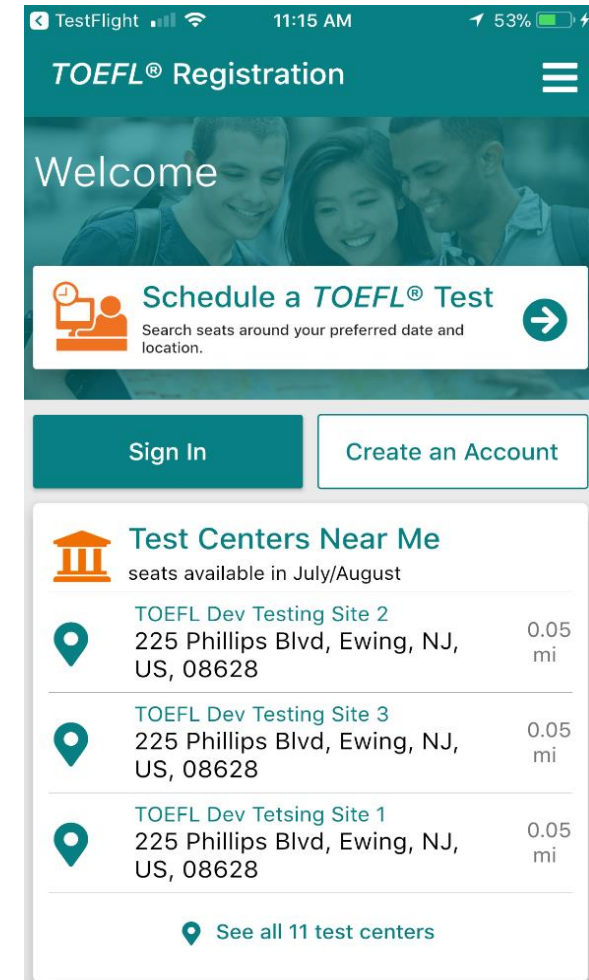 TestFlight 11:15 AM 53%
TOEFL® Registration
Welcome
Schedule a TOEFL® Test
Search seats around your preferred date and
location.
Sign In Create an Account
Test Centers Near Me
seats available in July/August
TOEFL Dev Testing Site 2
225 Phillips Blvd, Ewing, NJ,
US, 08628
0.05
mi
TOEFL Dev Testing Site 3
225 Phillips Blvd, Ewing, NJ,
US, 08628
0.05
mi
TOEFL Dev Tetsing Site 1
225 Phillips Blvd, Ewing, NJ,
US, 08628
0.05
mi
See all 11 test centers